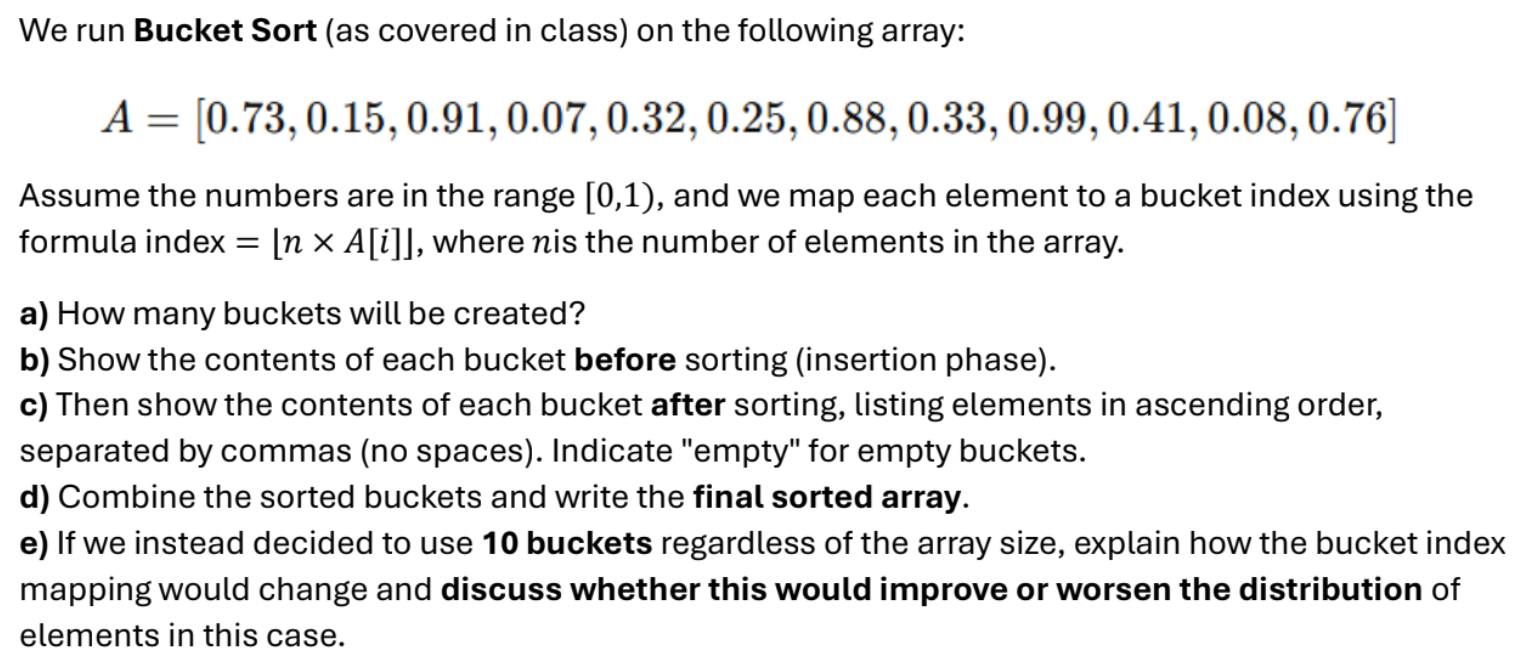 We run Bucket Sort (as covered in class) on the following array:
A = [0.73, 0.15, 0.91, 0.07, 0.32, 0.25, 0.88, 0.33, 0.99, 0.41, 0.08, 0.76]
Assume the numbers are in the range [0,1), and we map each element to a bucket index using the
formula index = ⌊n × A[i]⌋, where nis the number of elements in the array.
a) How many buckets will be created?
b) Show the contents of each bucket before sorting (insertion phase).
c) Then show the contents of each bucket after sorting, listing elements in ascending order,
separated by commas (no spaces). Indicate "empty" for empty buckets.
d) Combine the sorted buckets and write the final sorted array.
e) If we instead decided to use 10 buckets regardless of the array size, explain how the bucket index
mapping would change and discuss whether this would improve or worsen the distribution of
elements in this case.